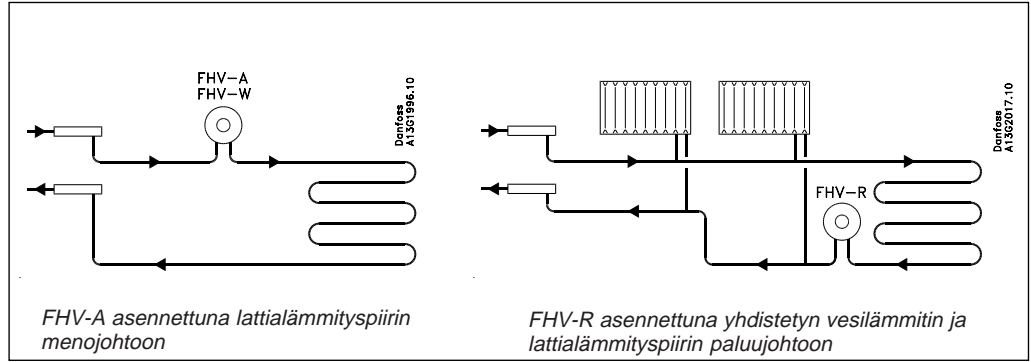 FHV–A
FHV–W
Danfoss
A13G1996.10
FHV-A asennettuna lattialämmityspiirin
menojohtoon
Danfoss
A13G2017.10
FHV–R
FHV-R asennettuna yhdistetyn vesilämmitin ja
lattialämmityspiirin paluujohtoon